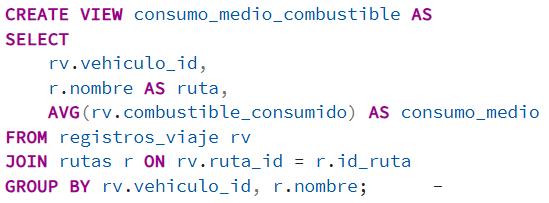 CREATE VIEW consumo_medio_combustible AS
SELECT
    rv.vehiculo_id,
    r.nombre AS ruta,
    AVG(rv.combustible_consumido) AS consumo_medio
FROM registros_viaje rv
JOIN rutas r ON rv.ruta_id = r.id_ruta
GROUP BY rv.vehiculo_id, r.nombre;      –